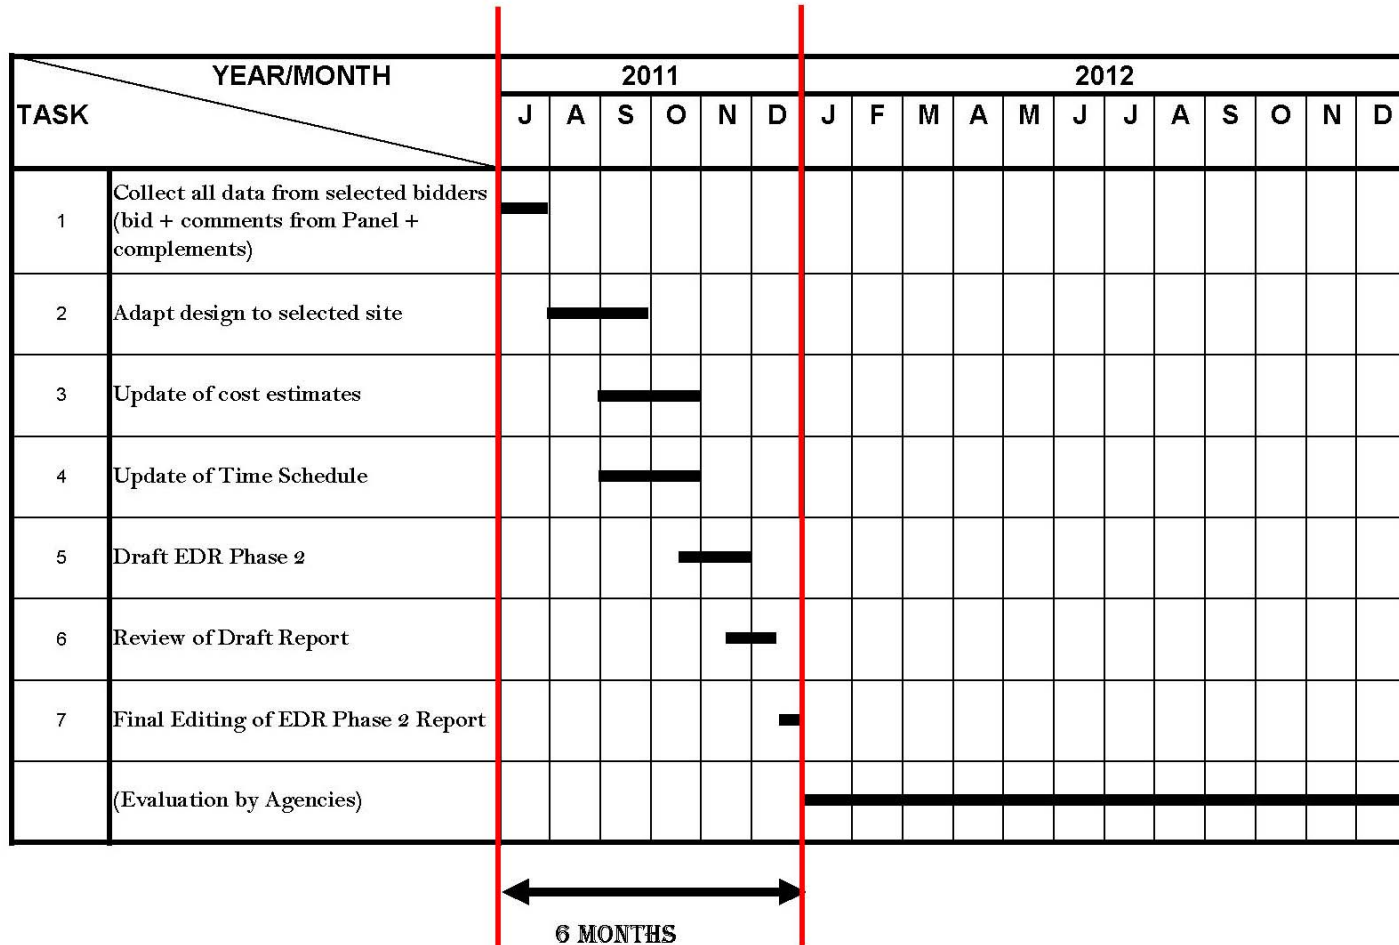 YEAR/MONTH
2011
2012
TASK
J A S O N D J F M A M J J A S O N D
1
Collect all data from selected bidders
(bid + comments from Panel +
complements)
2
Adapt design to selected site
3
Update of cost estimates
4
Update of Time Schedule
5
Draft EDR Phase 2
6
Review of Draft Report
7
Final Editing of EDR Phase 2 Report
(Evaluation by Agencies)
6 MONTHS